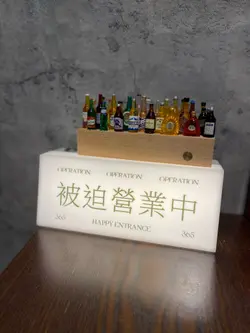 OPERATION OPERATION OPERATION
被迫營業中
365 HAPPY ENTRANCE 365